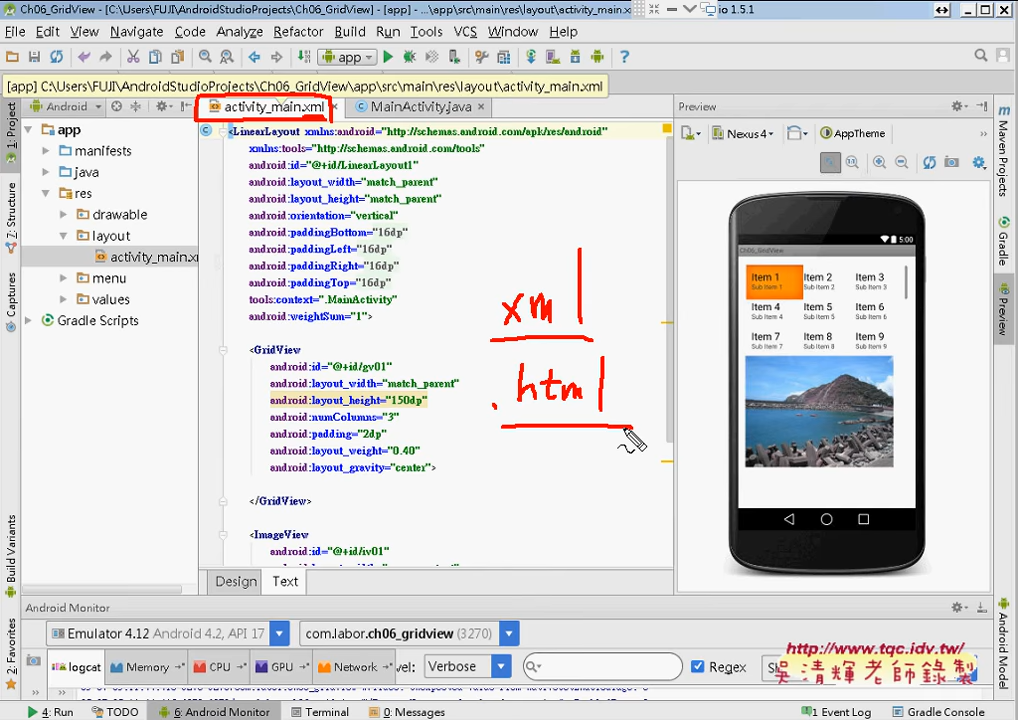 Ch06_GridView - [C:\Users\FUJI\AndroidStudioProjects\Ch06_GridView] - [app] - ...\app\src\main\res\layout\activity_main.x
1.5.1
File Edit View Navigate Code Analyze Refactor Build Run Tools VCS Window Help
app
[app] C:\Users\FUJI\AndroidStudioProjects\Ch06_GridView\app\src\main\res\layout\activity_main.xml
1: Project
Z: Structure
Captures
Build Variants
2: Favorites
Android
app
manifests
java
res
drawable
layout
activity_main.x
menu
values
Gradle Scripts
activity_main.xml
MainActivity.java
<LinearLayout xmlns:android="http://schemas.android.com/apk/res/android"
xmlns:tools="http://schemas.android.com/tools"
android:id="@+id/LinearLayout1"
android:layout_width="match_parent"
android:layout_height="match_parent"
android:orientation="vertical"
android:paddingBottom="16dp"
android:paddingLeft="16dp"
android:paddingRight="16dp"
android:paddingTop="16dp"
tools:context=".MainActivity"
android:weightSum="1">
<GridView
android:id="@+id/gv01"
android:layout_width="match_parent"
android:layout_height="150dp"
android:numColumns="3"
android:padding="2dp"
android:layout_weight="0.40"
android:layout_gravity="center">
</GridView>
<ImageView
android:id="@+id/iv01"
xml
.html
Design Text
Preview
Nexus 4
AppTheme
5:00
Ch06_GridView
Item 1 Item 2 Item 3
Sub Item 1 Sub Item 2 Sub Item 3
Item 4 Item 5 Item 6
Sub Item 4 Sub Item 5 Sub Item 6
Item 7 Item 8 Item 9
Sub Item 7 Sub Item 8 Sub Item 9
Maven Projects
Gradle
Preview
Android Model
Android Monitor
Emulator 4.12 Android 4.2, API 17
com.labor.ch06_gridview (3270)
logcat Memory CPU GPU Network
Verbose
Regex
http://www.tqc.idv.tw/
吳清輝老師錄製
4: Run TODO 6: Android Monitor Terminal 0: Messages
1 Event Log Gradle Console